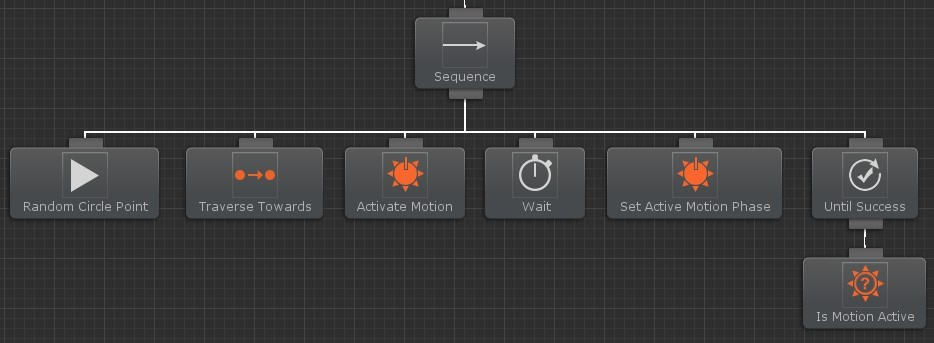 Sequence
Random Circle Point
Traverse Towards
Activate Motion
Wait
Set Active Motion Phase
Until Success
?
Is Motion Active